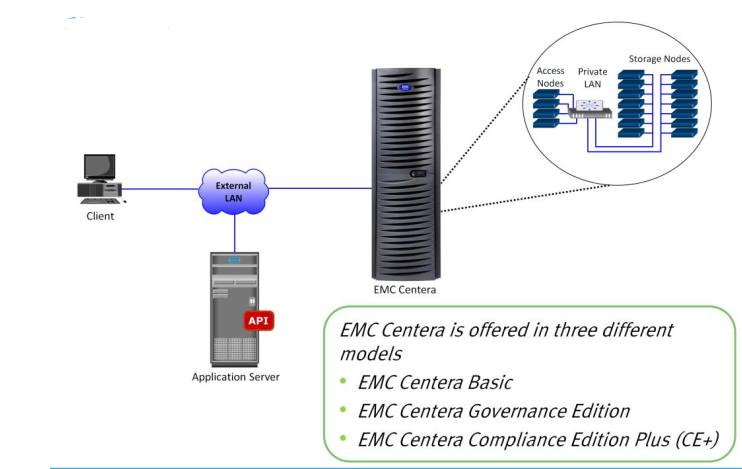 Storage Nodes
Access
Nodes
Private
LAN
External
LAN
Client
API
EMC Centera
Application Server
EMC Centera is offered in three different
models
• EMC Centera Basic
• EMC Centera Governance Edition
• EMC Centera Compliance Edition Plus (CE+)